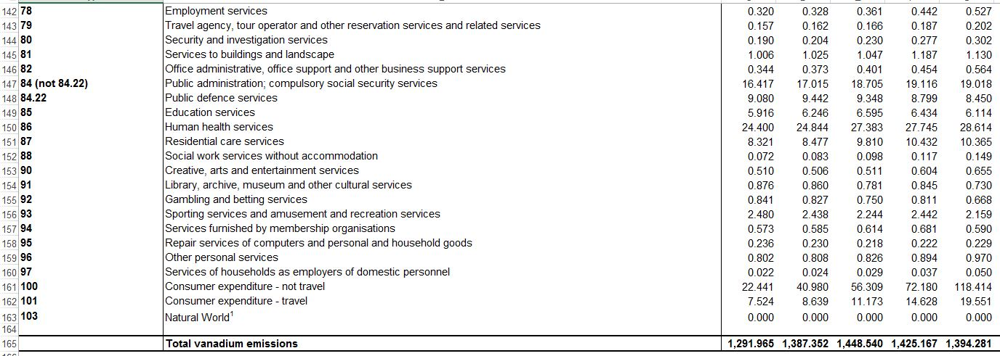 142 78 Employment services 0.320 0.328 0.361 0.442 0.527
143 79 Travel agency, tour operator and other reservation services and related services 0.157 0.162 0.166 0.187 0.202
144 80 Security and investigation services 0.190 0.204 0.230 0.277 0.302
145 81 Services to buildings and landscape 1.006 1.025 1.047 1.187 1.130
146 82 Office administrative, office support and other business support services 0.344 0.373 0.401 0.454 0.564
147 84 (not 84.22) Public administration; compulsory social security services 16.417 17.015 18.705 19.116 19.018
148 84.22 Public defence services 9.080 9.442 9.348 8.799 8.450
149 85 Education services 5.916 6.246 6.595 6.434 6.114
150 86 Human health services 24.400 24.844 27.383 27.745 28.614
151 87 Residential care services 8.321 8.477 9.810 10.432 10.365
152 88 Social work services without accommodation 0.072 0.083 0.098 0.117 0.149
153 90 Creative, arts and entertainment services 0.510 0.506 0.511 0.604 0.655
154 91 Library, archive, museum and other cultural services 0.876 0.860 0.781 0.845 0.730
155 92 Gambling and betting services 0.841 0.827 0.750 0.811 0.668
156 93 Sporting services and amusement and recreation services 2.480 2.438 2.244 2.442 2.159
157 94 Services furnished by membership organisations 0.573 0.585 0.614 0.681 0.590
158 95 Repair services of computers and personal and household goods 0.236 0.230 0.218 0.222 0.229
159 96 Other personal services 0.802 0.808 0.826 0.894 0.970
160 97 Services of households as employers of domestic personnel 0.022 0.024 0.029 0.037 0.050
161 100 Consumer expenditure - not travel 22.441 40.980 56.309 72.180 118.414
162 101 Consumer expenditure - travel 7.524 8.639 11.173 14.628 19.551
163 103 Natural World¹ 0.000 0.000 0.000 0.000 0.000
164
165 Total vanadium emissions 1,291.965 1,387.352 1,448.540 1,425.167 1,394.281